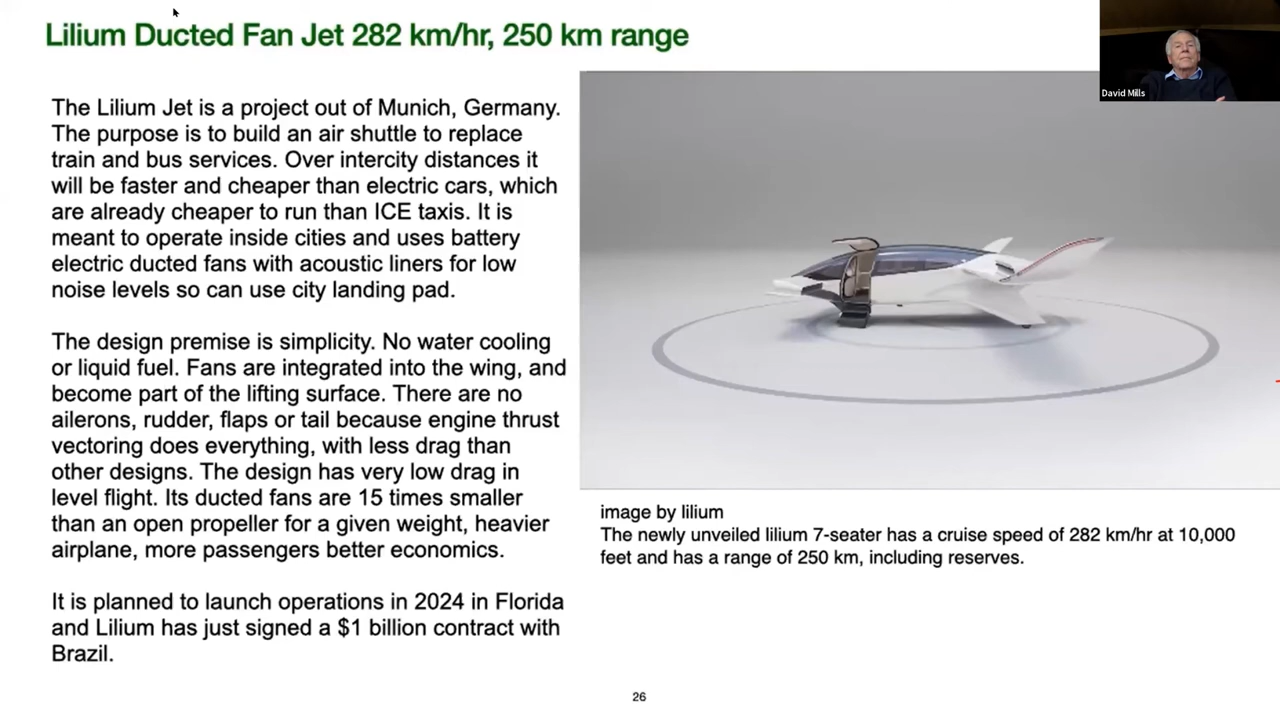 Lilium Ducted Fan Jet 282 km/hr, 250 km range
David Mills
The Lilium Jet is a project out of Munich, Germany.
The purpose is to build an air shuttle to replace
train and bus services. Over intercity distances it
will be faster and cheaper than electric cars, which
are already cheaper to run than ICE taxis. It is
meant to operate inside cities and uses battery
electric ducted fans with acoustic liners for low
noise levels so can use city landing pad.
The design premise is simplicity. No water cooling
or liquid fuel. Fans are integrated into the wing, and
become part of the lifting surface. There are no
ailerons, rudder, flaps or tail because engine thrust
vectoring does everything, with less drag than
other designs. The design has very low drag in
level flight. Its ducted fans are 15 times smaller
than an open propeller for a given weight, heavier
airplane, more passengers better economics.
It is planned to launch operations in 2024 in Florida
and Lilium has just signed a $1 billion contract with
Brazil.
image by lilium
The newly unveiled lilium 7-seater has a cruise speed of 282 km/hr at 10,000
feet and has a range of 250 km, including reserves.
26